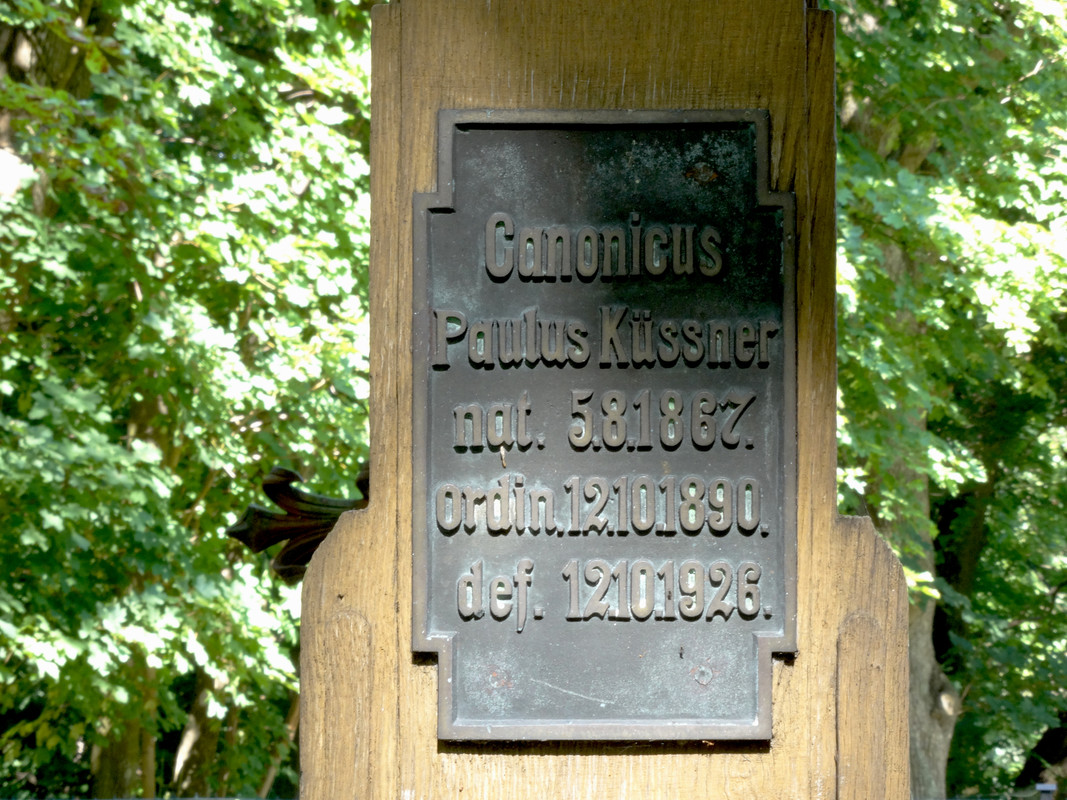 Canonicus
Paulus Küssner
nat. 5.8.1867.
ordin. 12.10.1890.
def. 12.10.1926.